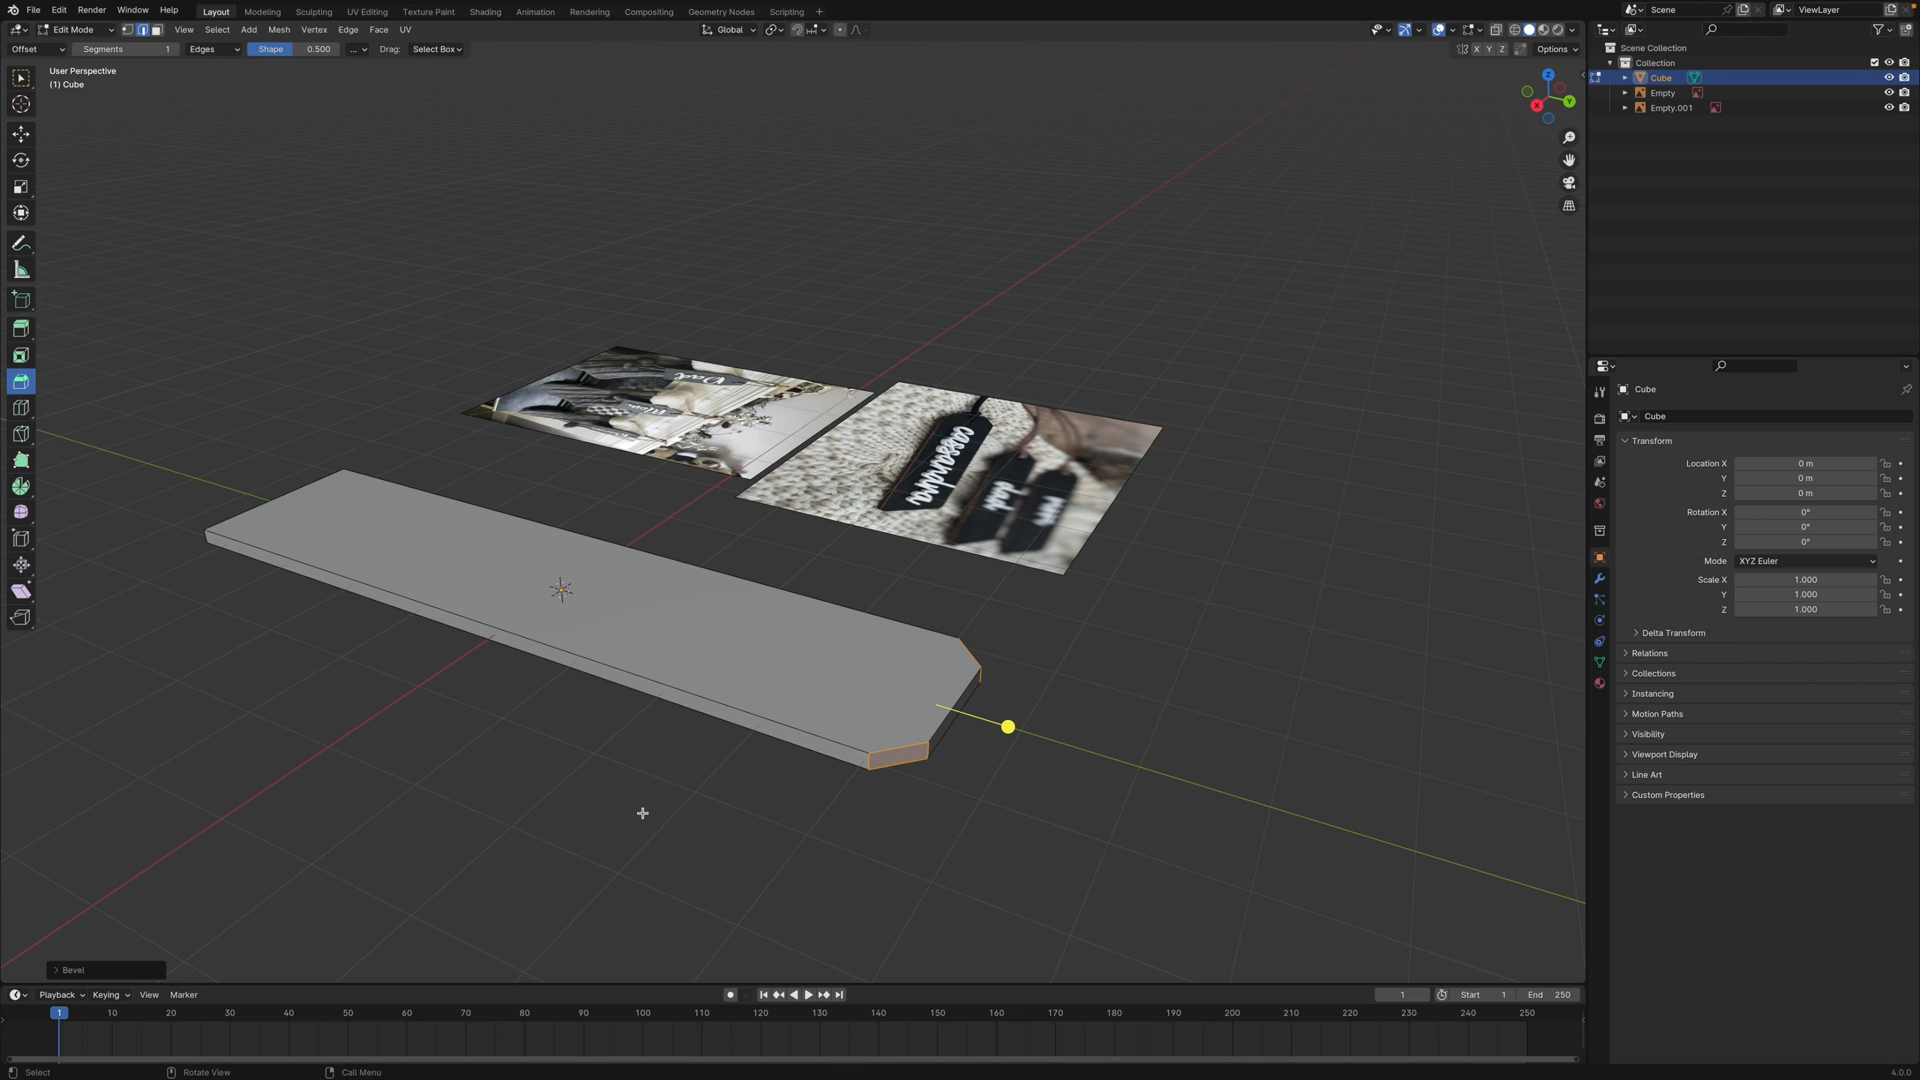 File Edit Render Window Help Layout Modeling Sculpting UV Editing Texture Paint Shading Animation Rendering Compositing Geometry Nodes Scripting + Scene ViewLayer
Edit Mode View Select Add Mesh Vertex Edge Face UV Global
Offset Segments 1 Edges Shape 0.500 ... Drag: Select Box X Y Z Options
User Perspective
(1) Cube
Z
Y
X
Scene Collection
Collection
Cube
Empty
Empty.001
Dad
Mum
cassandra
dad
mom
Cube
Cube
Transform
Location X 0 m
Y 0 m
Z 0 m
Rotation X 0°
Y 0°
Z 0°
Mode XYZ Euler
Scale X 1.000
Y 1.000
Z 1.000
Delta Transform
Relations
Collections
Instancing
Motion Paths
Visibility
Viewport Display
Line Art
Custom Properties
Bevel
Playback Keying View Marker 1 Start 1 End 250
1 10 20 30 40 50 60 70 80 90 100 110 120 130 140 150 160 170 180 190 200 210 220 230 240 250
Select Rotate View Call Menu 4.0.0